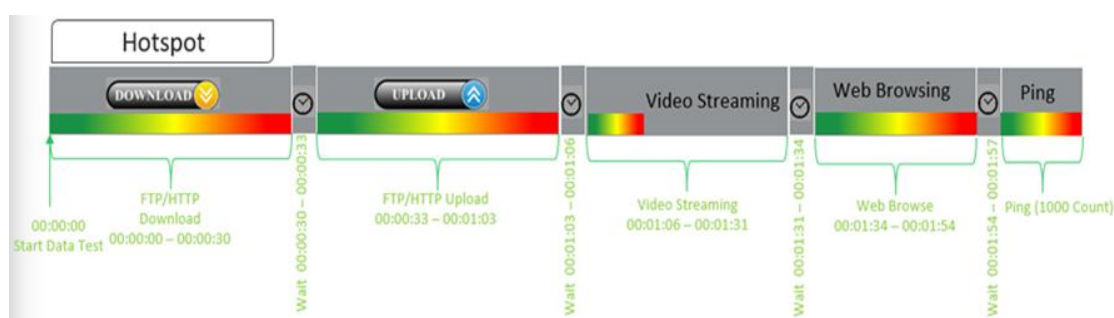 Hotspot
DOWNLOAD
UPLOAD
Video Streaming
Web Browsing
Ping
00:00:00
Start Data Test
FTP/HTTP
Download
00:00:00 – 00:00:30
Wait 00:00:30 – 00:00:33
FTP/HTTP Upload
00:00:33 – 00:01:03
Wait 00:01:03 – 00:01:06
Video Streaming
00:01:06 – 00:01:31
Wait 00:01:31 – 00:01:34
Web Browse
00:01:34 – 00:01:54
Wait 00:01:54 – 00:01:57
Ping (1000 Count)